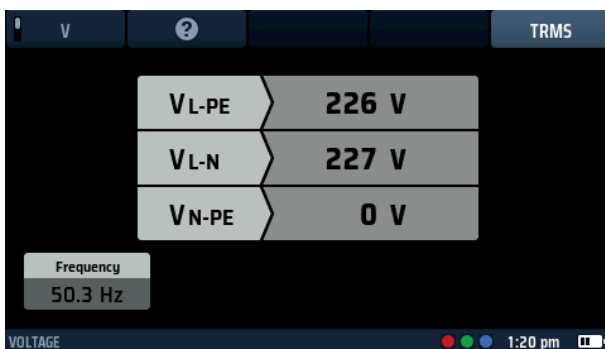 V ? TRMS
VL-PE 226 V
VL-N 227 V
VN-PE 0 V
Frequency
50.3 Hz
VOLTAGE 1:20 pm